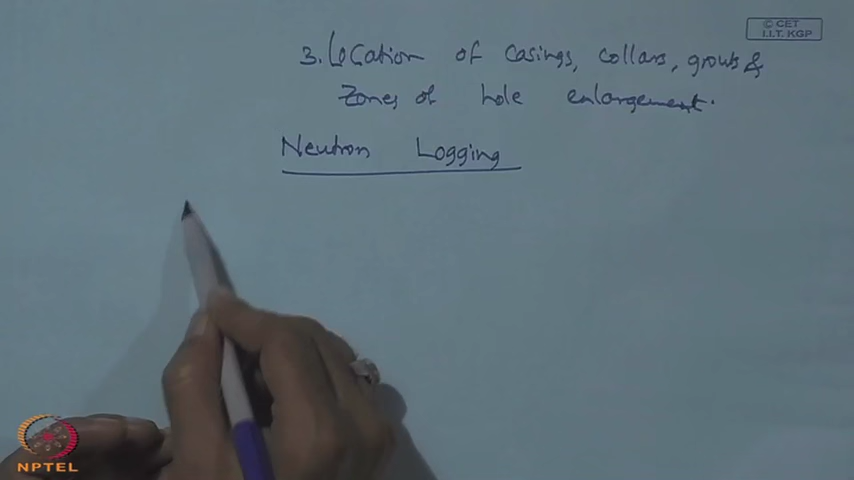 © CET
I.I.T. KGP
3. Location of casings, collars, grouts &
Zones of hole enlargement.
Neutron Logging
NPTEL